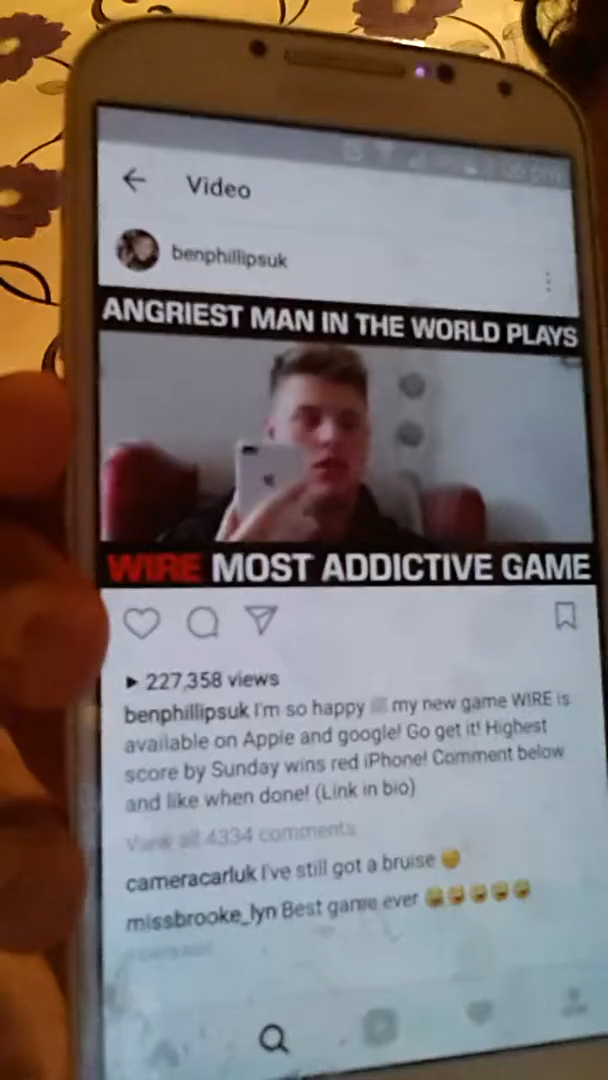 Video
benphillipsuk
ANGRIEST MAN IN THE WORLD PLAYS
WIRE MOST ADDICTIVE GAME
227,358 views
benphillipsuk I'm so happy my new game WIRE is
available on Apple and google! Go get it! Highest
score by Sunday wins red iPhone! Comment below
and like when done! (Link in bio)
View all 4334 comments
cameracarluk I've still got a bruise
missbrooke_lyn Best game ever